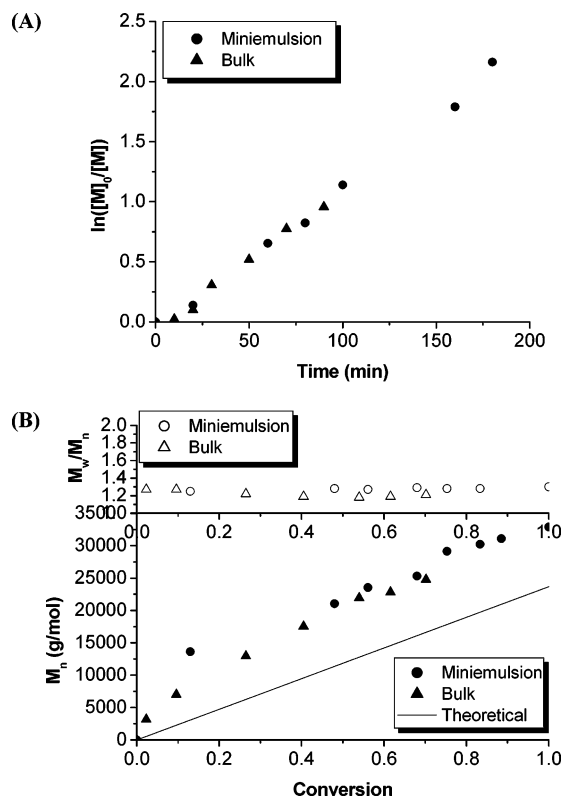 (A)
Miniemulsion
Bulk
ln([M]0/[M])
2.5
2.0
1.5
1.0
0.5
0.0
0 50 100 150 200
Time (min)
(B)
Miniemulsion
Bulk
Mw/Mn
2.0
1.8
1.6
1.4
1.2
1.0
0.0 0.2 0.4 0.6 0.8 1.0
Mn (g/mol)
35000
30000
25000
20000
15000
10000
5000
0
Miniemulsion
Bulk
Theoretical
0.0 0.2 0.4 0.6 0.8 1.0
Conversion